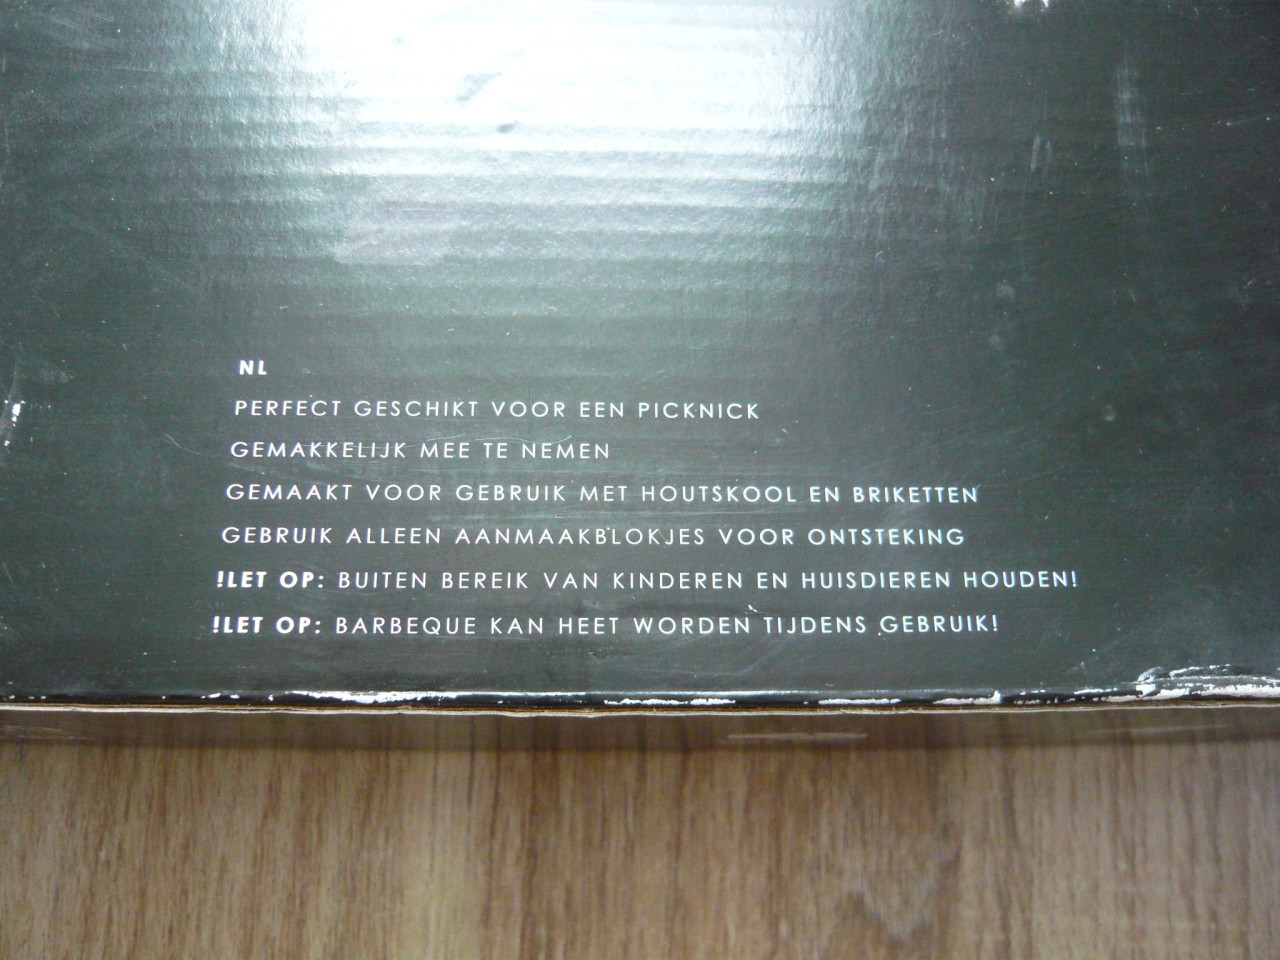 NL
PERFECT GESCHIKT VOOR EEN PICKNICK
GEMAKKELIJK MEE TE NEMEN
GEMAAKT VOOR GEBRUIK MET HOUTSKOOL EN BRIKETTEN
GEBRUIK ALLEEN AANMAAKBLOKJES VOOR ONTSTEKING
!LET OP: BUITEN BEREIK VAN KINDEREN EN HUISDIEREN HOUDEN!
!LET OP: BARBEQUE KAN HEET WORDEN TIJDENS GEBRUIK!